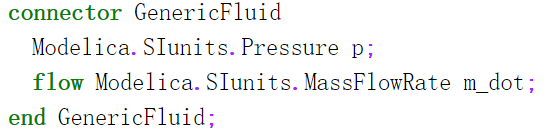 connector GenericFluid
Modelica.SIunits.Pressure p;
flow Modelica.SIunits.MassFlowRate m_dot;
end GenericFluid;